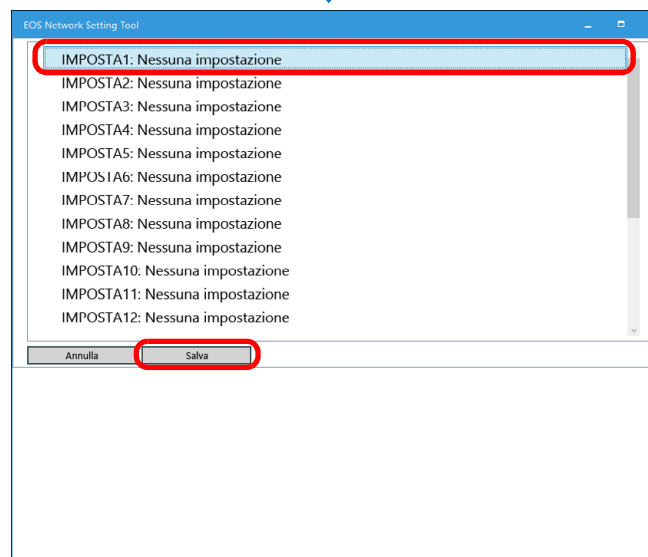 EOS Network Setting Tool
IMPOSTA1: Nessuna impostazione
IMPOSTA2: Nessuna impostazione
IMPOSTA3: Nessuna impostazione
IMPOSTA4: Nessuna impostazione
IMPOSTA5: Nessuna impostazione
IMPOSTA6: Nessuna impostazione
IMPOSTA7: Nessuna impostazione
IMPOSTA8: Nessuna impostazione
IMPOSTA9: Nessuna impostazione
IMPOSTA10: Nessuna impostazione
IMPOSTA11: Nessuna impostazione
IMPOSTA12: Nessuna impostazione
Annulla Salva